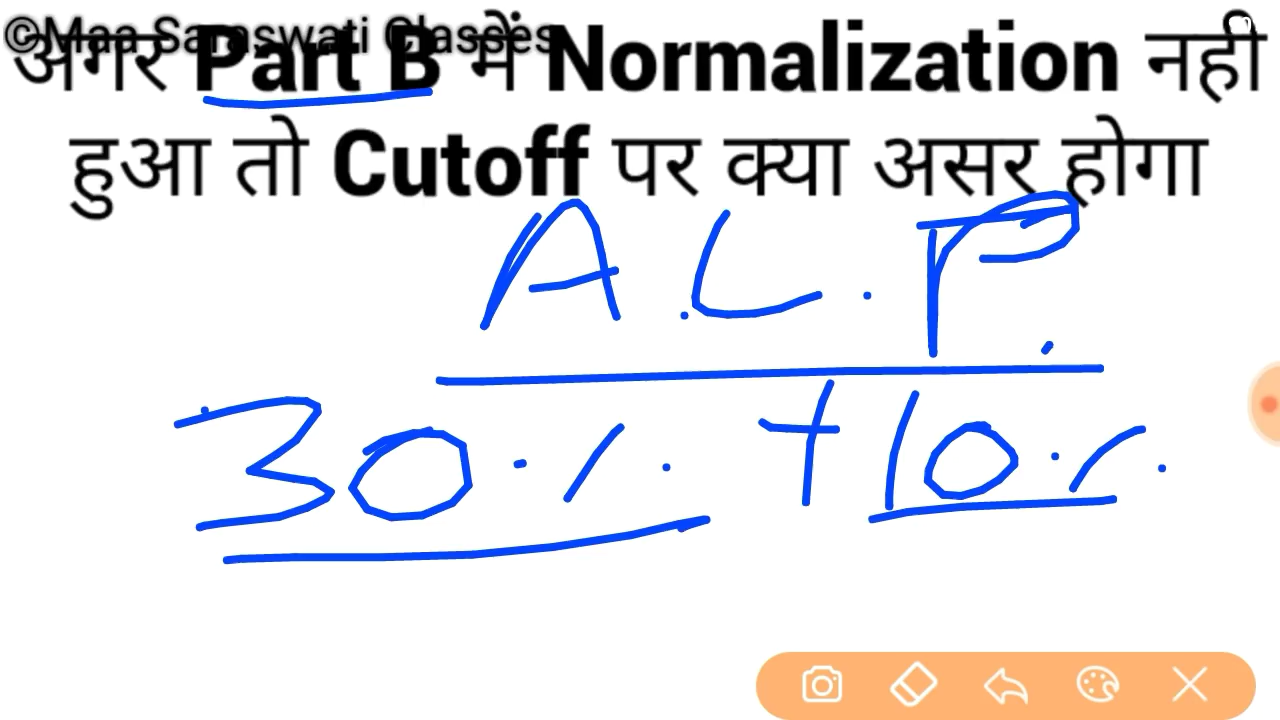 ©Maa Saraswati Classes
अगर Part B में Normalization नही
हुआ तो Cutoff पर क्या असर होगा
A.L.P.
30% +10%